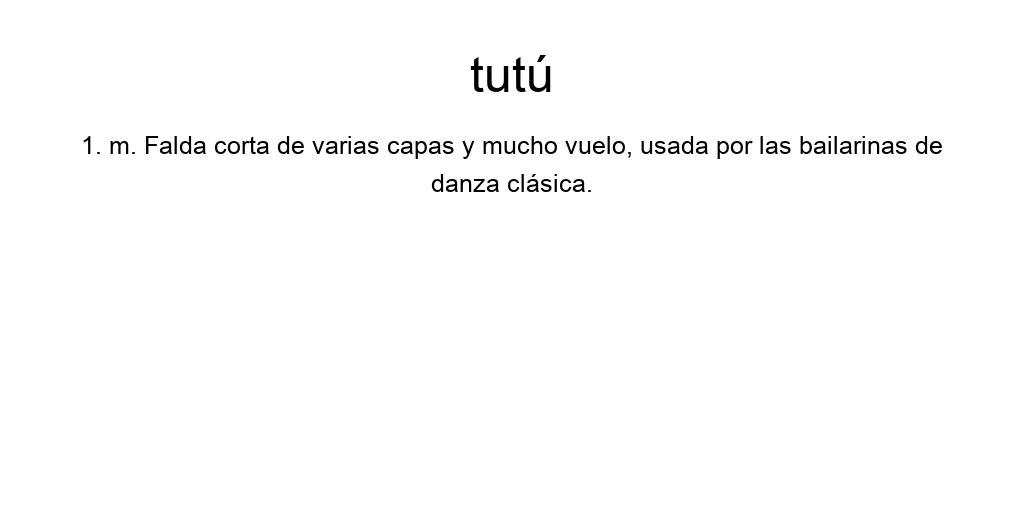 tutú
1. m. Falda corta de varias capas y mucho vuelo, usada por las bailarinas de
danza clásica.